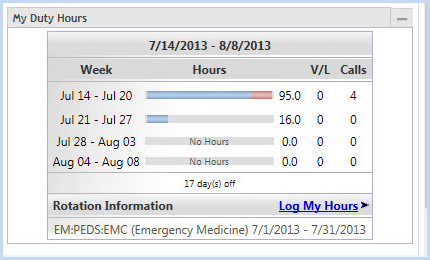 My Duty Hours
7/14/2013 - 8/8/2013
Week Hours V/L Calls
Jul 14 - Jul 20 95.0 0 4
Jul 21 - Jul 27 16.0 0 0
Jul 28 - Aug 03 No Hours 0.0 0 0
Aug 04 - Aug 08 No Hours 0.0 0 0
17 day(s) off
Rotation Information Log My Hours
EM:PEDS:EMC (Emergency Medicine) 7/1/2013 - 7/31/2013